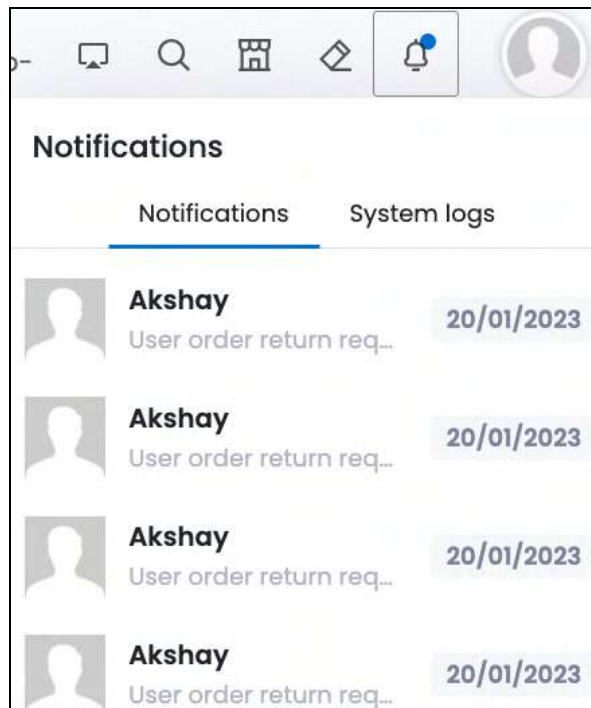 Notifications
Notifications System logs
Akshay
20/01/2023
User order return req...
Akshay
20/01/2023
User order return req...
Akshay
20/01/2023
User order return req...
Akshay
20/01/2023
User order return req...